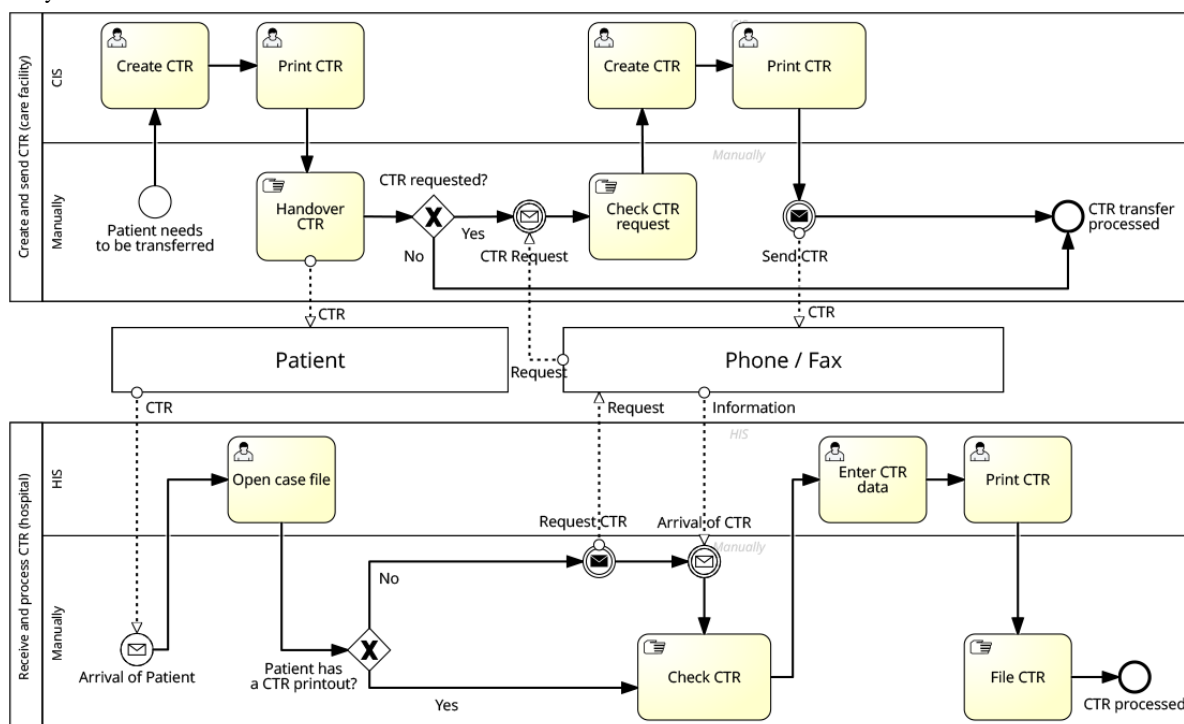 Create and send CTR (care facility)
CIS
CIS
Create CTR
Print CTR
Create CTR
Print CTR
Manually
Manually
Patient needs
to be transferred
Handover
CTR
CTR requested?
Yes
No
CTR Request
Check CTR
request
Send CTR
CTR transfer
processed
CTR
CTR
Patient
Phone / Fax
Request
CTR
Request
Information
Receive and process CTR (hospital)
HIS
HIS
Open case file
Enter CTR
data
Print CTR
Request CTR
Arrival of CTR
Manually
Manually
No
Arrival of Patient
Patient has
a CTR printout?
Yes
Check CTR
File CTR
CTR processed